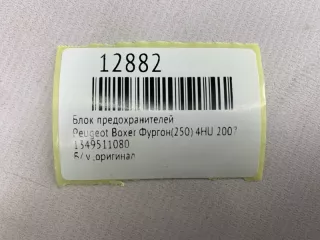 12882
Блок предохранителей
Peugeot Boxer Фургон(250) 4HU 2007
1349511080
Б/у,оригинал